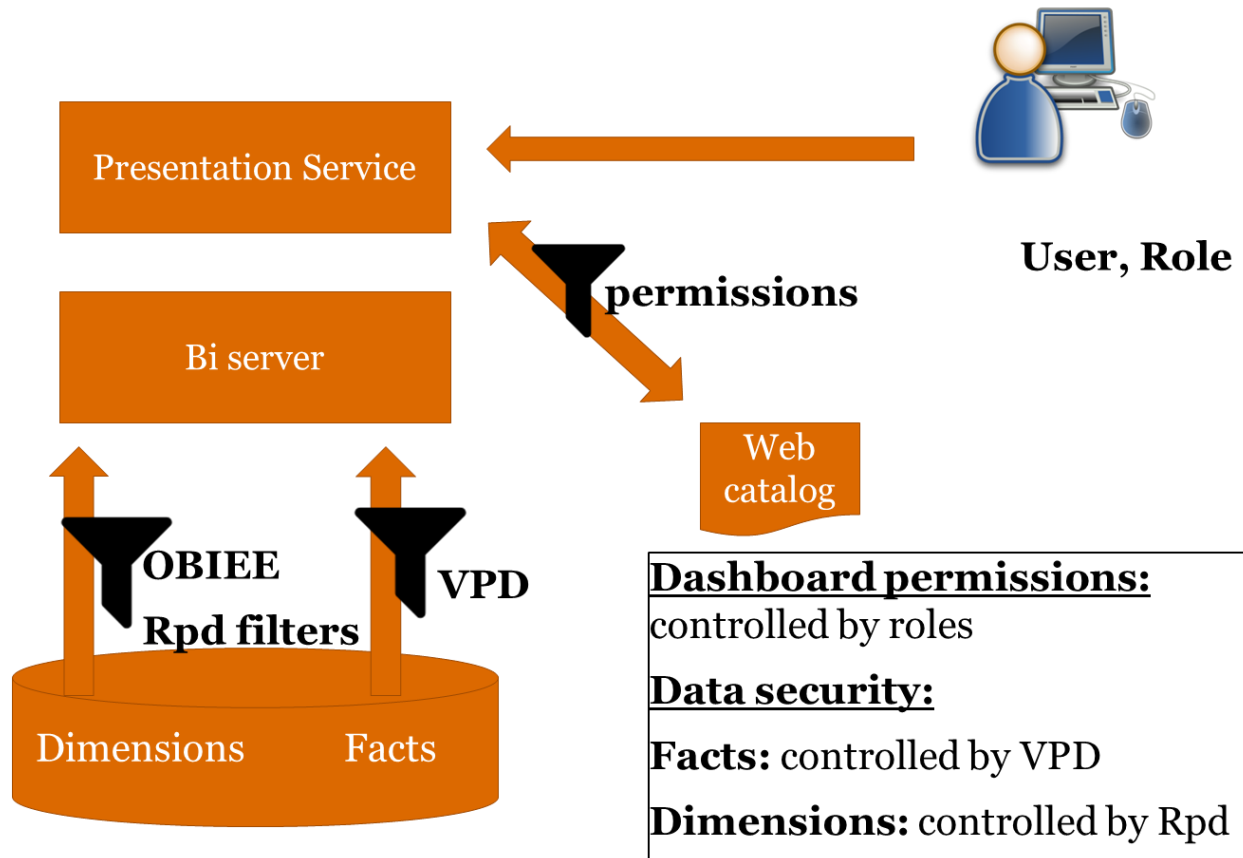 Presentation Service
User, Role
permissions
Bi server
Web
catalog
OBIEE
Rpd filters
VPD
Dimensions
Facts
Dashboard permissions:
controlled by roles
Data security:
Facts: controlled by VPD
Dimensions: controlled by Rpd